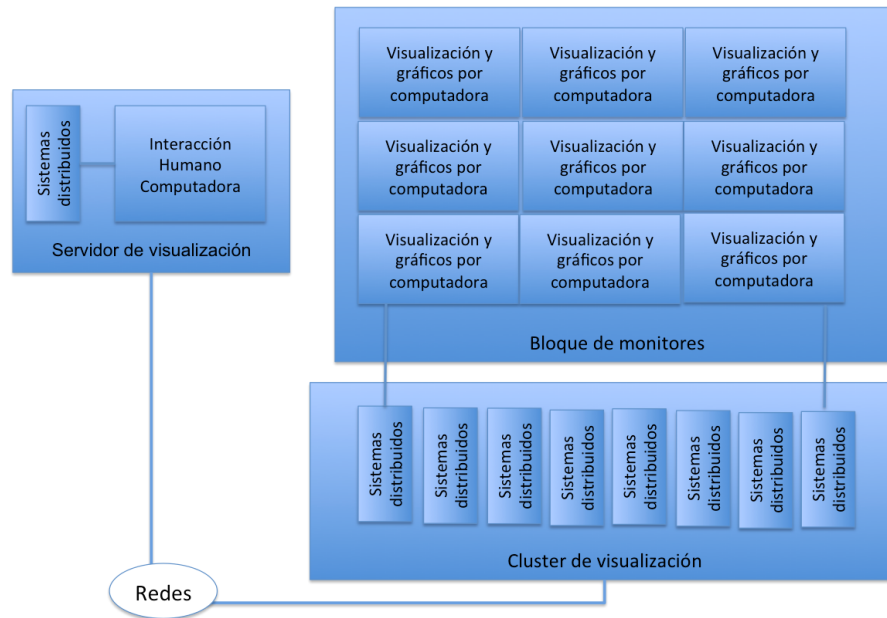 Sistemas
distribuidos
Interacción
Humano
Computadora
Servidor de visualización
Visualización y
gráficos por
computadora
Visualización y
gráficos por
computadora
Visualización y
gráficos por
computadora
Visualización y
gráficos por
computadora
Visualización y
gráficos por
computadora
Visualización y
gráficos por
computadora
Visualización y
gráficos por
computadora
Visualización y
gráficos por
computadora
Visualización y
gráficos por
computadora
Bloque de monitores
Sistemas
distribuidos
Sistemas
distribuidos
Sistemas
distribuidos
Sistemas
distribuidos
Sistemas
distribuidos
Sistemas
distribuidos
Sistemas
distribuidos
Sistemas
distribuidos
Cluster de visualización
Redes